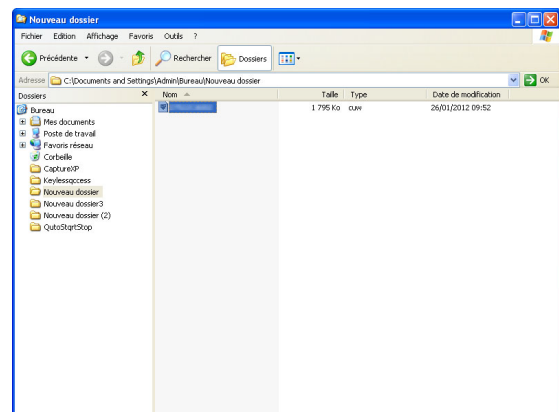 Nouveau dossier
Fichier Edition Affichage Favoris Outils ?
Précédente Rechercher Dossiers
Adresse C:\Documents and Settings\Admin\Bureau\Nouveau dossier OK
Dossiers × Nom Taille Type Date de modification
Bureau 1 795 Ko cuw 26/01/2012 09:52
Mes documents
Poste de travail
Favoris réseau
Corbeille
CaptureXP
Keylessqccess
Nouveau dossier
Nouveau dossier3
Nouveau dossier (2)
QutoStqrtStop